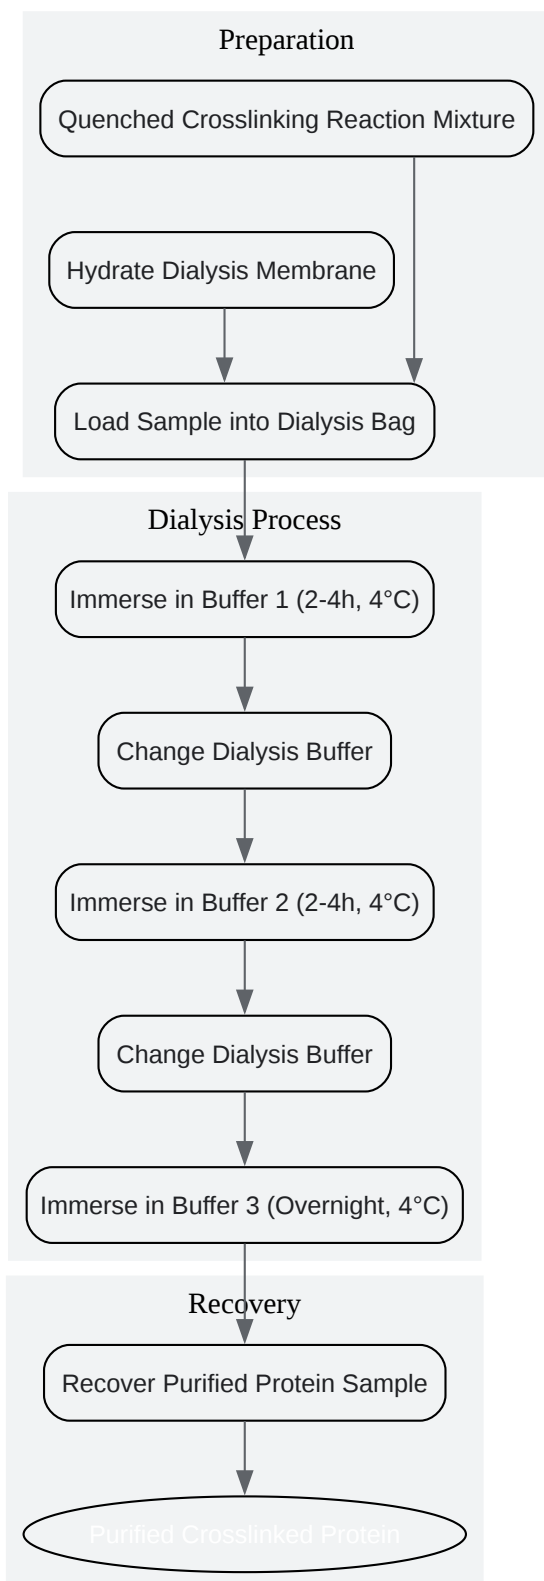 Preparation
Quenched Crosslinking Reaction Mixture
Hydrate Dialysis Membrane
Load Sample into Dialysis Bag
Dialysis Process
Immerse in Buffer 1 (2-4h, 4°C)
Change Dialysis Buffer
Immerse in Buffer 2 (2-4h, 4°C)
Change Dialysis Buffer
Immerse in Buffer 3 (Overnight, 4°C)
Recovery
Recover Purified Protein Sample
Purified Crosslinked Protein